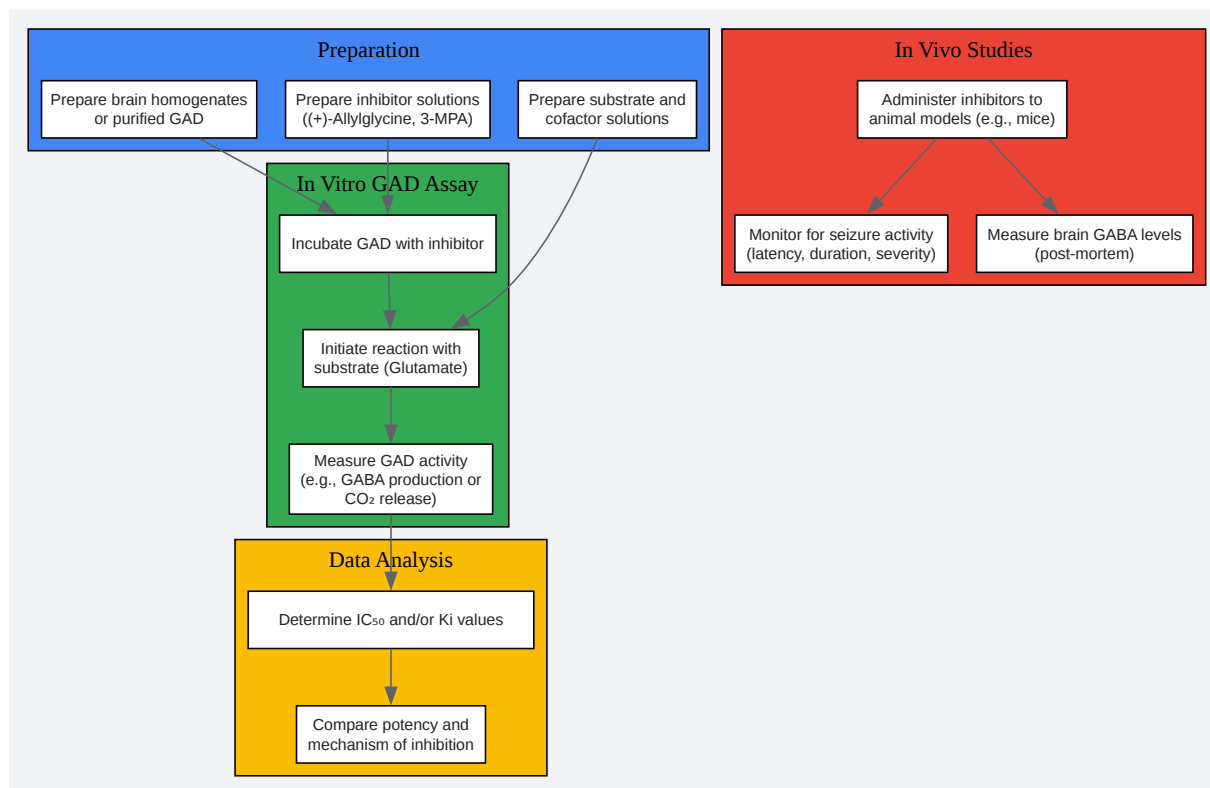 Preparation
Prepare brain homogenates
or purified GAD
Prepare inhibitor solutions
((+)-Allylglycine, 3-MPA)
Prepare substrate and
cofactor solutions
In Vitro GAD Assay
Incubate GAD with inhibitor
Initiate reaction with
substrate (Glutamate)
Measure GAD activity
(e.g., GABA production or
CO₂ release)
Data Analysis
Determine IC₅₀ and/or Ki values
Compare potency and
mechanism of inhibition
In Vivo Studies
Administer inhibitors to
animal models (e.g., mice)
Monitor for seizure activity
(latency, duration, severity)
Measure brain GABA levels
(post-mortem)